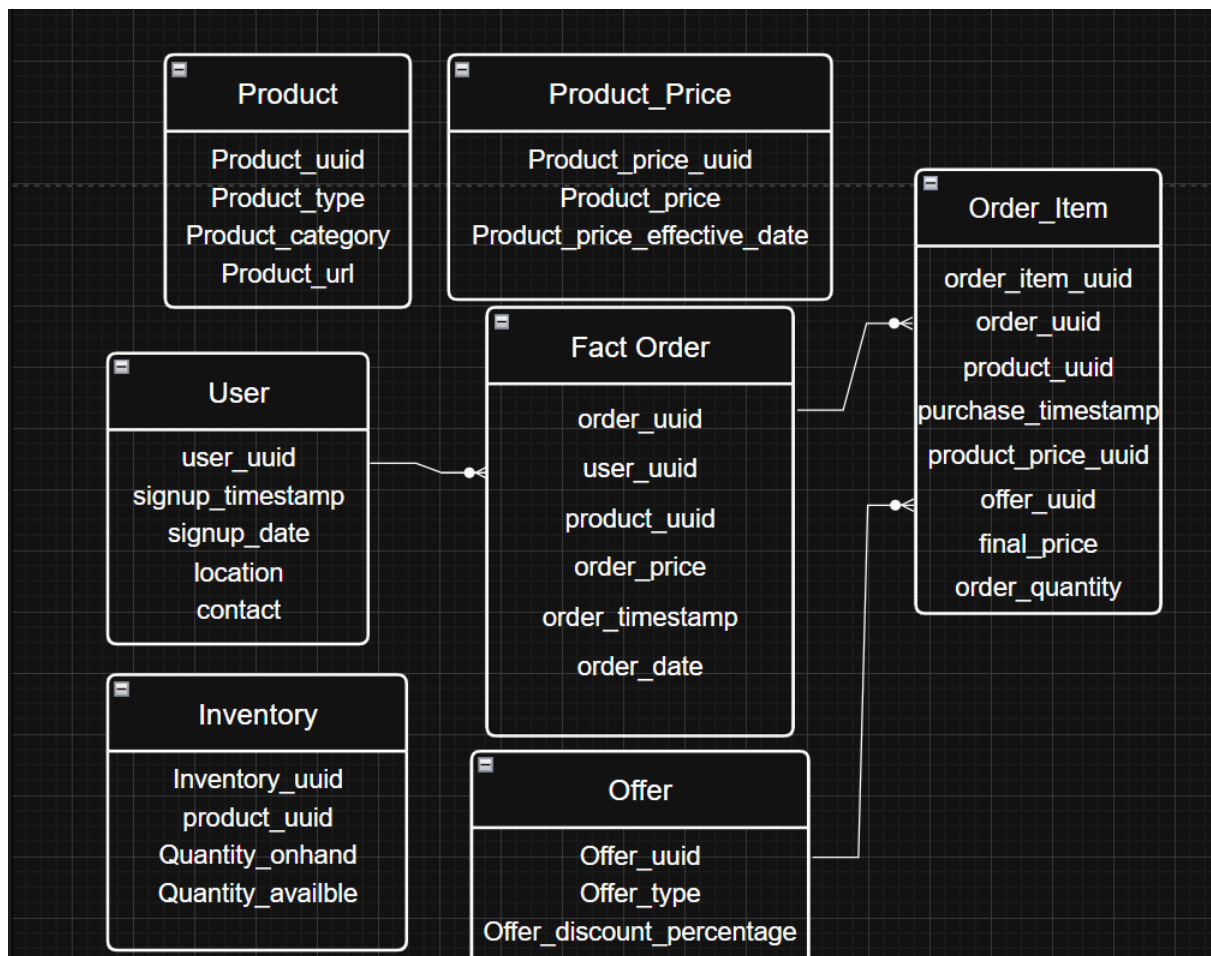 Product
Product_uuid
Product_type
Product_category
Product_url
Product_Price
Product_price_uuid
Product_price
Product_price_effective_date
Order_Item
order_item_uuid
order_uuid
product_uuid
purchase_timestamp
product_price_uuid
offer_uuid
final_price
order_quantity
User
user_uuid
signup_timestamp
signup_date
location
contact
Fact Order
order_uuid
user_uuid
product_uuid
order_price
order_timestamp
order_date
Inventory
Inventory_uuid
product_uuid
Quantity_onhand
Quantity_availble
Offer
Offer_uuid
Offer_type
Offer_discount_percentage